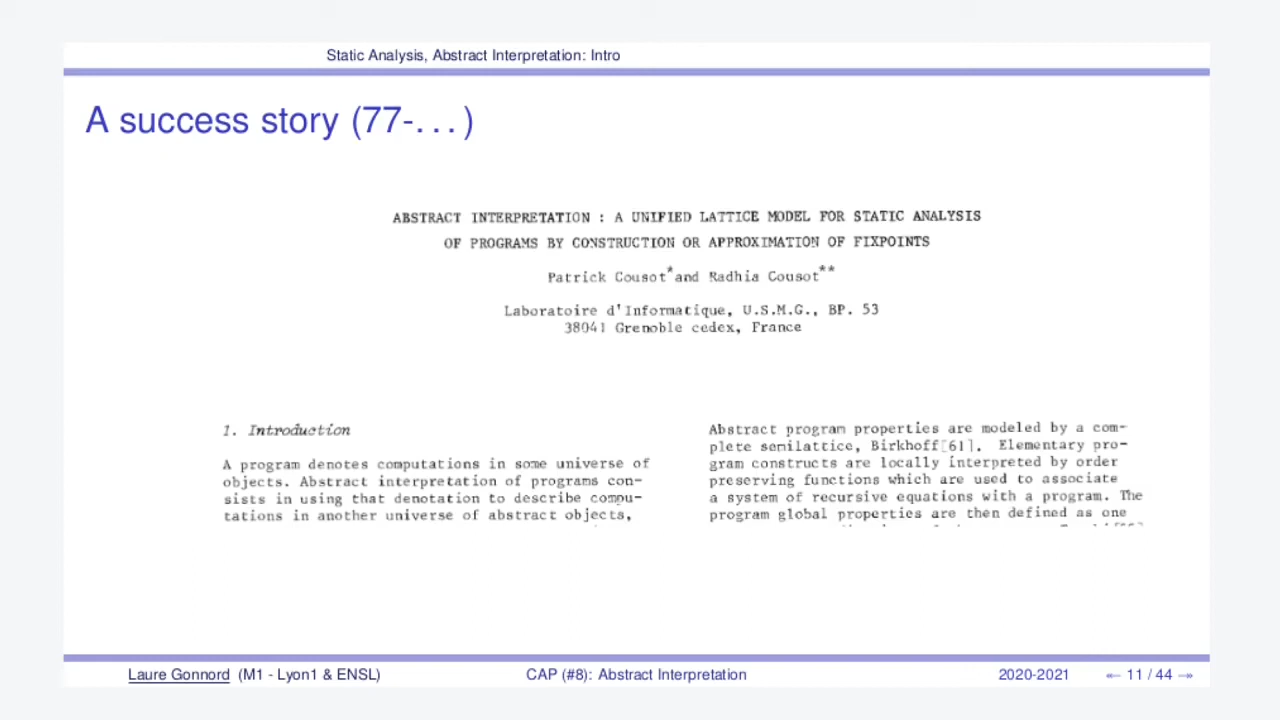 Static Analysis, Abstract Interpretation: Intro
A success story (77-. . . )
ABSTRACT INTERPRETATION : A UNIFIED LATTICE MODEL FOR STATIC ANALYSIS
OF PROGRAMS BY CONSTRUCTION OR APPROXIMATION OF FIXPOINTS
Patrick Cousot* and Radhia Cousot**
Laboratoire d'Informatique, U.S.M.G., BP. 53
38041 Grenoble cedex, France
1. Introduction
A program denotes computations in some universe of
objects. Abstract interpretation of programs con-
sists in using that denotation to describe compu-
tations in another universe of abstract objects,
Abstract program properties are modeled by a com-
plete semilattice, Birkhoff[61]. Elementary pro-
gram constructs are locally interpreted by order
preserving functions which are used to associate
a system of recursive equations with a program. The
program global properties are then defined as one
Laure Gonnord (M1 - Lyon1 & ENSL)
CAP (#8): Abstract Interpretation
2020-2021
↞ 11 / 44 ↠